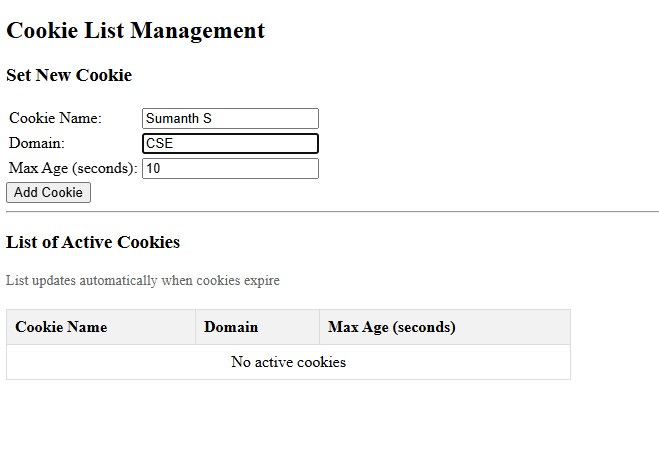 Cookie List Management
Set New Cookie
Cookie Name: Sumanth S
Domain: CSE
Max Age (seconds): 10
Add Cookie
List of Active Cookies
List updates automatically when cookies expire
Cookie Name Domain Max Age (seconds)
No active cookies